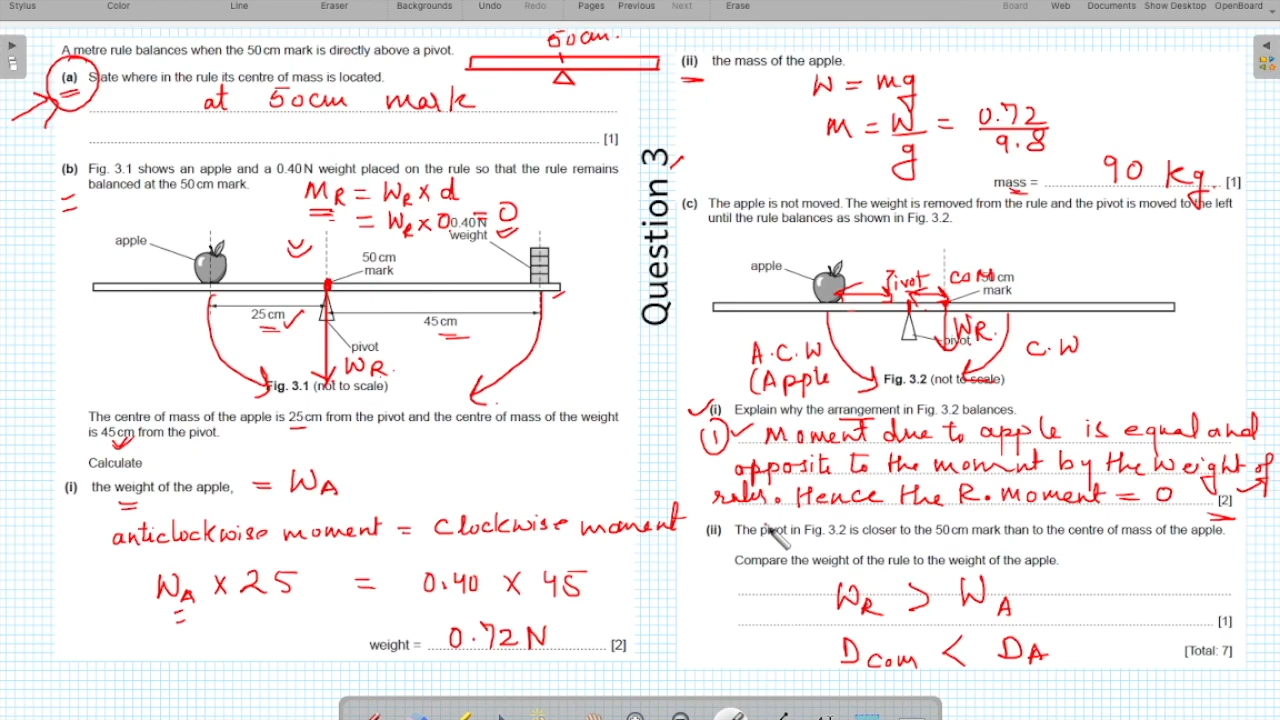 Stylus Color Line Eraser Backgrounds Undo Redo Pages Previous Next Erase Board Web Documents Show Desktop OpenBoard
50cm.
A metre rule balances when the 50 cm mark is directly above a pivot.
(a) State where in the rule its centre of mass is located.
at 50cm mark
[1]
(b) Fig. 3.1 shows an apple and a 0.40 N weight placed on the rule so that the rule remains
balanced at the 50 cm mark.
MR = WR × d
= WR × 0 = 0
0.40 N
weight
apple
50 cm
mark
25 cm
45 cm
pivot
WR.
Fig. 3.1 (not to scale)
The centre of mass of the apple is 25 cm from the pivot and the centre of mass of the weight
is 45 cm from the pivot.
Calculate
(i) the weight of the apple, = WA
anticlockwise moment = clockwise moment
WA × 25 = 0.40 × 45
weight = 0.72 N [2]
Question 3
(ii) the mass of the apple.
W = mg
M = W/g = 0.72/9.8
mass = 90 kg. [1]
(c) The apple is not moved. The weight is removed from the rule and the pivot is moved to the left
until the rule balances as shown in Fig. 3.2.
apple
Pivot
COM
50 cm
mark
WR.
pivot
A.C.W
(Apple
C.W
Fig. 3.2 (not to scale)
(i) Explain why the arrangement in Fig. 3.2 balances.
① Moment due to apple is equal and
opposite to the moment by the weight of
ruler. Hence the R. moment = 0 [2]
(ii) The pivot in Fig. 3.2 is closer to the 50 cm mark than to the centre of mass of the apple.
Compare the weight of the rule to the weight of the apple.
WR > WA
[1]
DCOM < DA
[Total: 7]